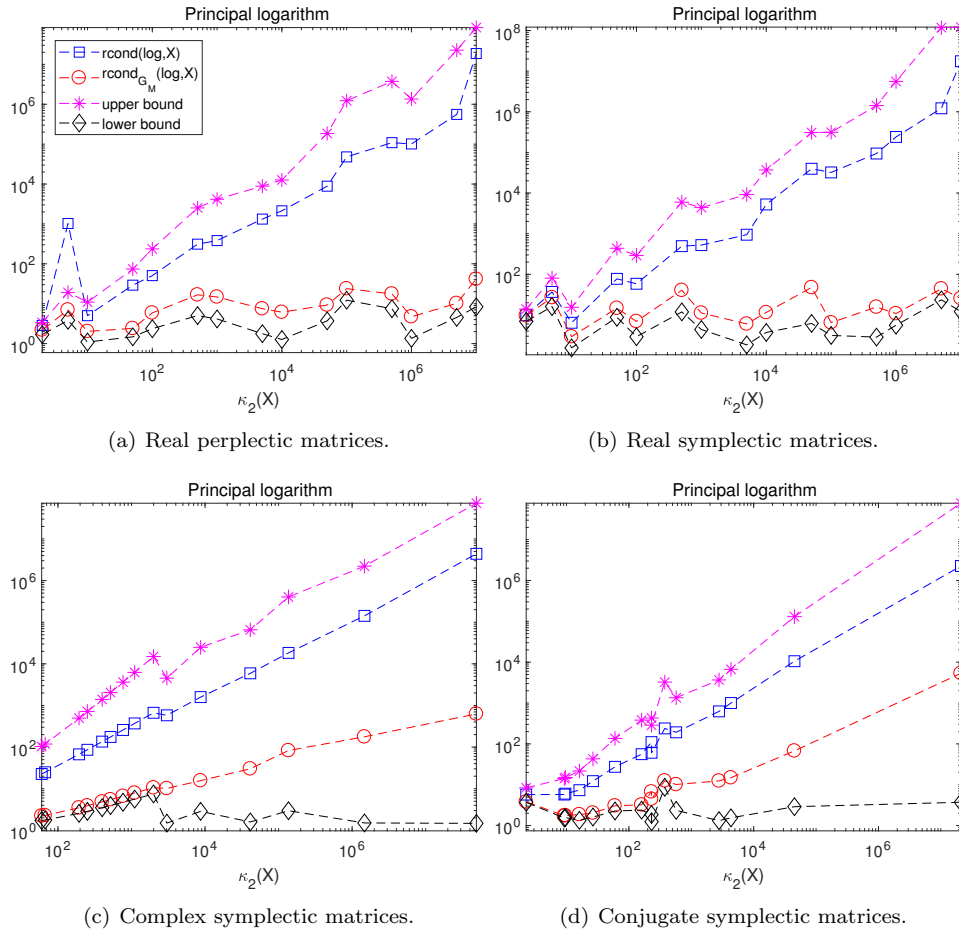 Principal logarithm
rcond(log,X)
rcond_{G_M}(log,X)
upper bound
lower bound
10^6
10^4
10^2
10^0
10^2
10^4
10^6
κ_2(X)
(a) Real perplectic matrices.
Principal logarithm
10^8
10^6
10^4
10^2
10^2
10^4
10^6
κ_2(X)
(b) Real symplectic matrices.
Principal logarithm
10^6
10^4
10^2
10^0
10^2
10^4
10^6
κ_2(X)
(c) Complex symplectic matrices.
Principal logarithm
10^6
10^4
10^2
10^0
10^2
10^4
10^6
κ_2(X)
(d) Conjugate symplectic matrices.